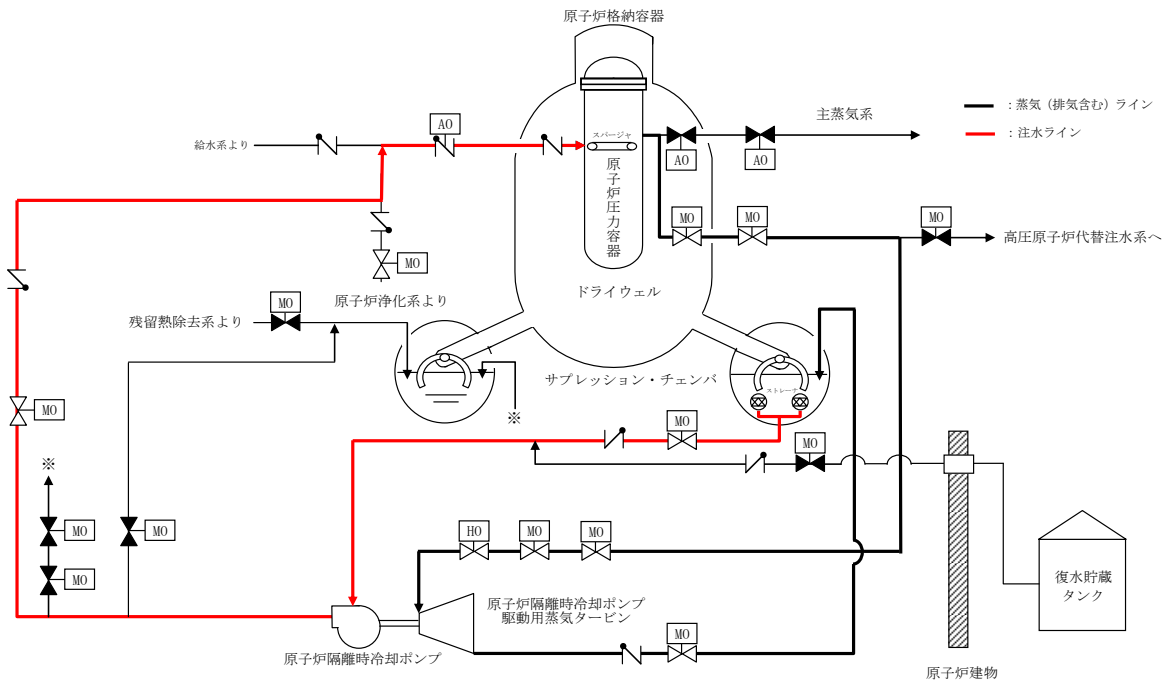 原子炉格納容器
：蒸気（排気含む）ライン
主蒸気系
AO
スパージャ
：注水ライン
給水系より
AO
AO
原子炉圧力容器
MO
MO
MO
高圧原子炉代替注水系へ
MO
ドライウェル
MO
原子炉浄化系より
残留熱除去系より
サプレッション・チェンバ
ストレーナ
MO
※
MO
MO
※
HO
MO
MO
MO
MO
MO
復水貯蔵
タンク
原子炉隔離時冷却ポンプ
駆動用蒸気タービン
MO
原子炉隔離時冷却ポンプ
原子炉建物